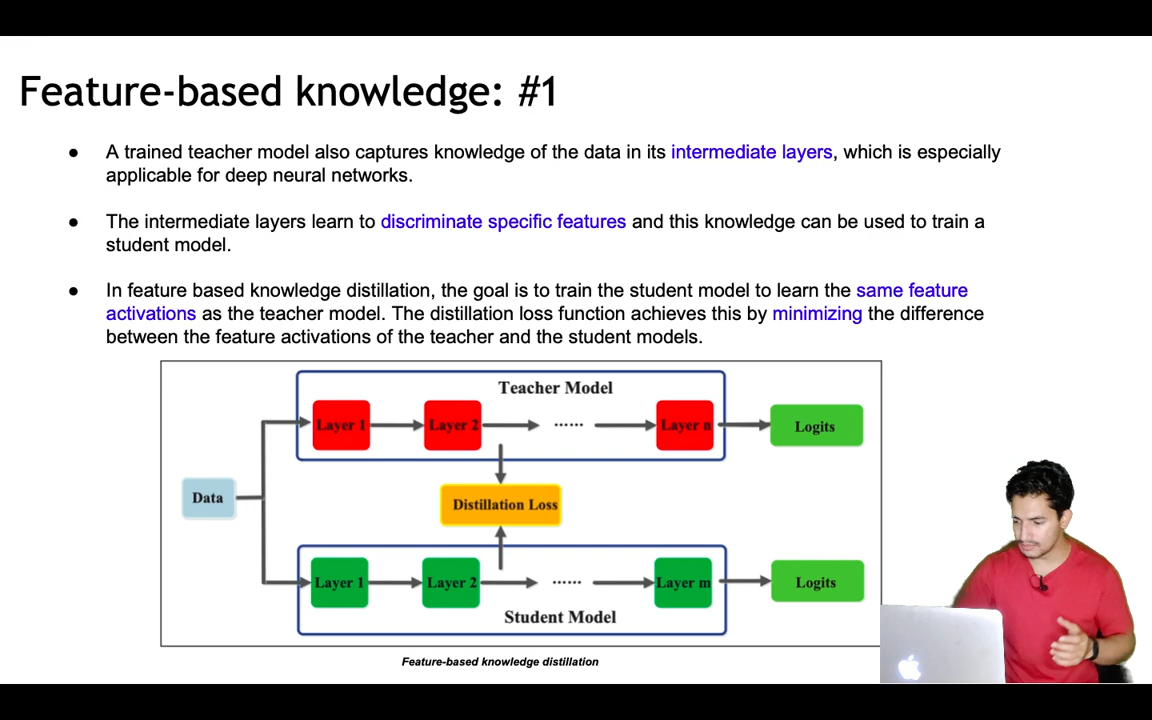 Feature-based knowledge: #1
● A trained teacher model also captures knowledge of the data in its intermediate layers, which is especially
applicable for deep neural networks.
● The intermediate layers learn to discriminate specific features and this knowledge can be used to train a
student model.
● In feature based knowledge distillation, the goal is to train the student model to learn the same feature
activations as the teacher model. The distillation loss function achieves this by minimizing the difference
between the feature activations of the teacher and the student models.
Teacher Model
Layer 1
Layer 2
......
Layer n
Logits
Data
Distillation Loss
Layer 1
Layer 2
......
Layer m
Logits
Student Model
Feature-based knowledge distillation